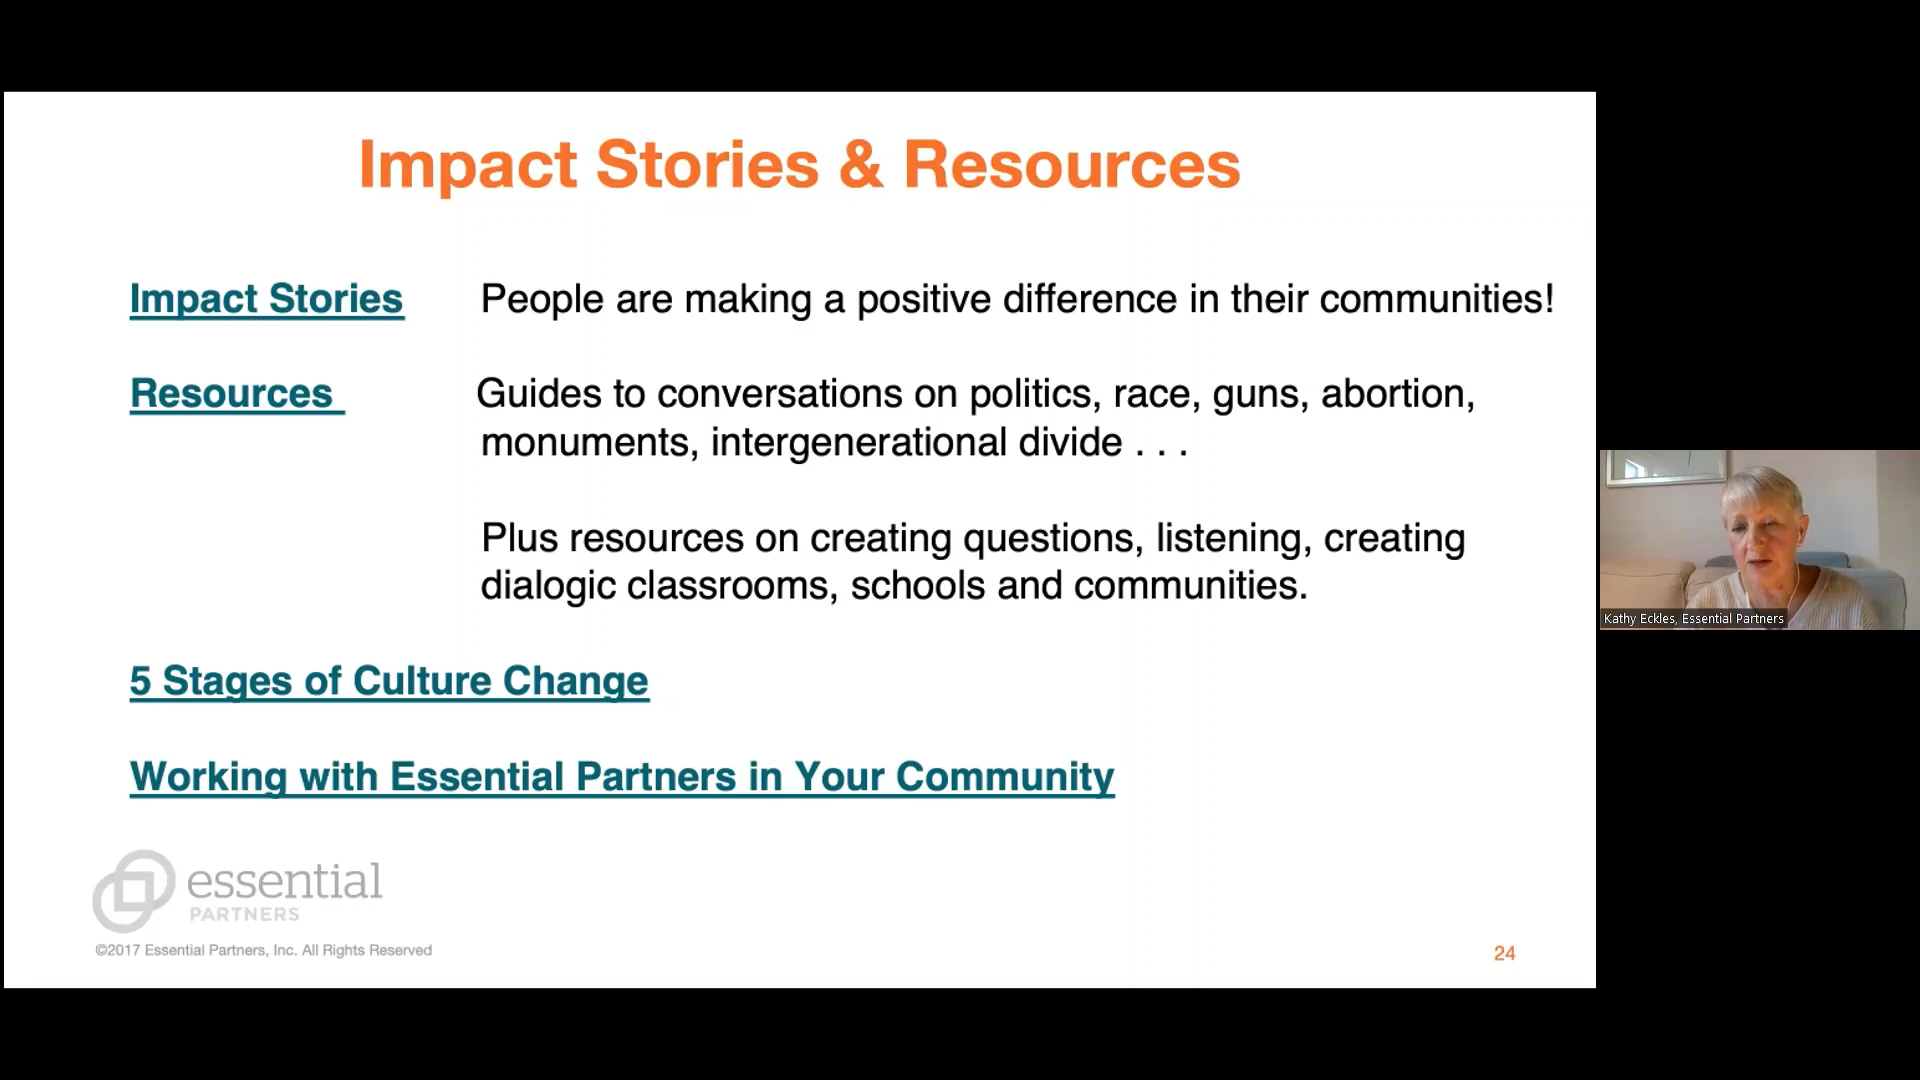 Impact Stories & Resources
Impact Stories People are making a positive difference in their communities!
Resources Guides to conversations on politics, race, guns, abortion,
monuments, intergenerational divide . . .
Plus resources on creating questions, listening, creating
dialogic classrooms, schools and communities.
5 Stages of Culture Change
Working with Essential Partners in Your Community
essential
PARTNERS
©2017 Essential Partners, Inc. All Rights Reserved
24
Kathy Eckles, Essential Partners